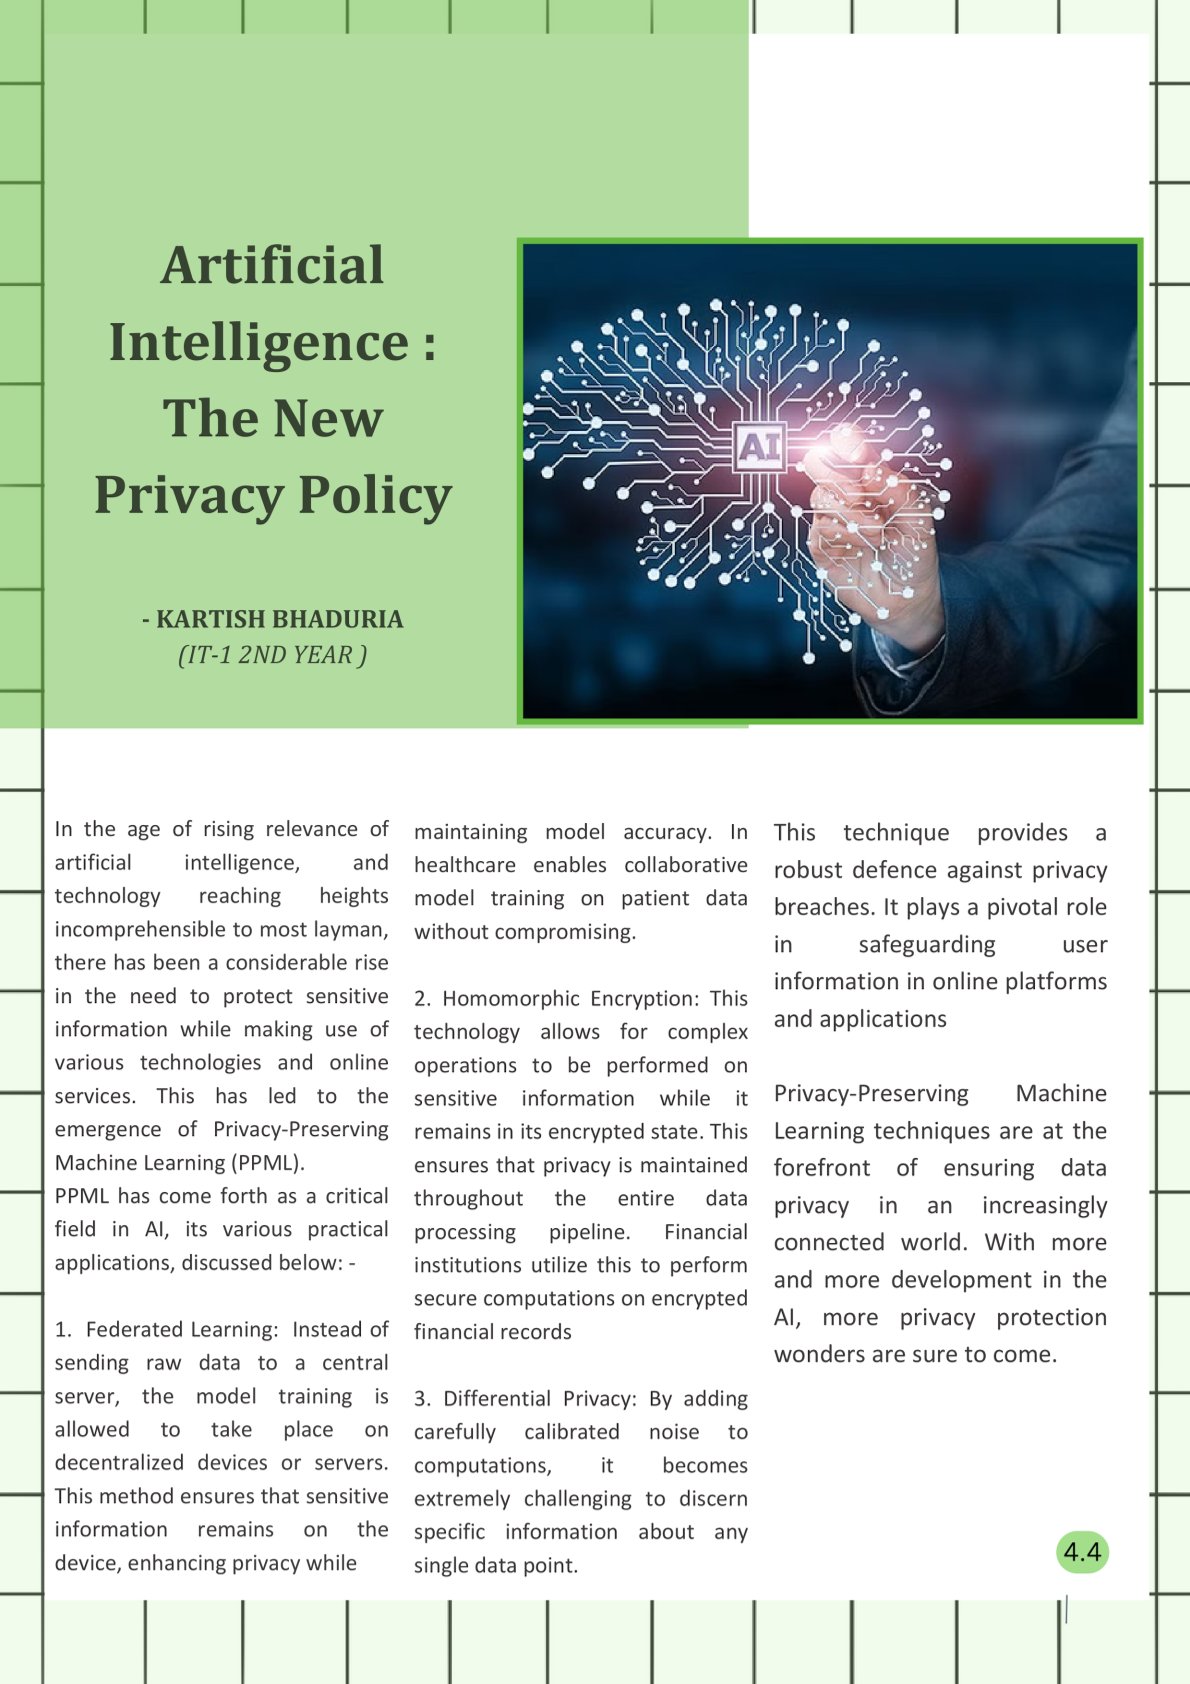 Artificial
Intelligence :
The New
Privacy Policy
- KARTISH BHADURIA
(IT-1 2ND YEAR )
AI
In the age of rising relevance of
artificial intelligence, and
technology reaching heights
incomprehensible to most layman,
there has been a considerable rise
in the need to protect sensitive
information while making use of
various technologies and online
services. This has led to the
emergence of Privacy-Preserving
Machine Learning (PPML).
PPML has come forth as a critical
field in AI, its various practical
applications, discussed below: -
1. Federated Learning: Instead of
sending raw data to a central
server, the model training is
allowed to take place on
decentralized devices or servers.
This method ensures that sensitive
information remains on the
device, enhancing privacy while
maintaining model accuracy. In
healthcare enables collaborative
model training on patient data
without compromising.
2. Homomorphic Encryption: This
technology allows for complex
operations to be performed on
sensitive information while it
remains in its encrypted state. This
ensures that privacy is maintained
throughout the entire data
processing pipeline. Financial
institutions utilize this to perform
secure computations on encrypted
financial records
3. Differential Privacy: By adding
carefully calibrated noise to
computations, it becomes
extremely challenging to discern
specific information about any
single data point.
This technique provides a
robust defence against privacy
breaches. It plays a pivotal role
in safeguarding user
information in online platforms
and applications
Privacy-Preserving Machine
Learning techniques are at the
forefront of ensuring data
privacy in an increasingly
connected world. With more
and more development in the
AI, more privacy protection
wonders are sure to come.
4.4